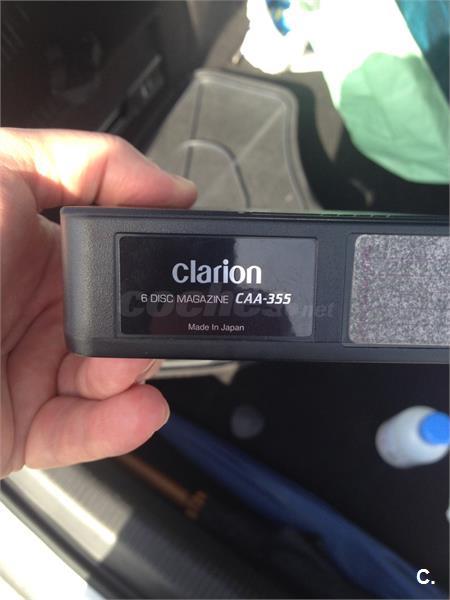 clarion
6 DISC MAGAZINE CAA-355
coches.net
Made In Japan
C.